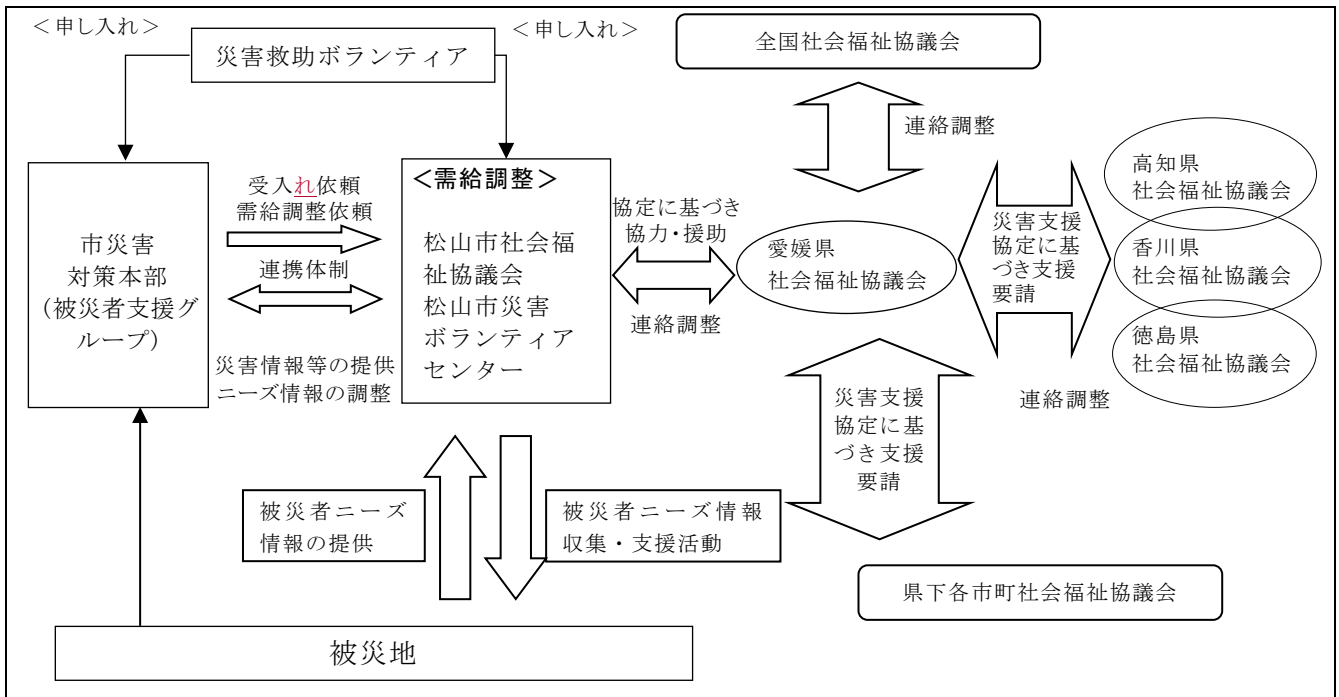 ＜申し入れ＞
災害救助ボランティア
＜申し入れ＞
全国社会福祉協議会
連絡調整
市災害
対策本部
(被災者支援グ
ループ)
受入れ依頼
需給調整依頼
連携体制
災害情報等の提供
ニーズ情報の調整
＜需給調整＞
松山市社会福
祉協議会
松山市災害
ボランティア
センター
協定に基づき
協力・援助
連絡調整
愛媛県
社会福祉協議会
災害支援
協定に基
づき支援
要請
高知県
社会福祉協議会
香川県
社会福祉協議会
徳島県
社会福祉協議会
連絡調整
災害支援
協定に基
づき支援
要請
被災者ニーズ
情報の提供
被災者ニーズ情報
収集・支援活動
県下各市町社会福祉協議会
被災地